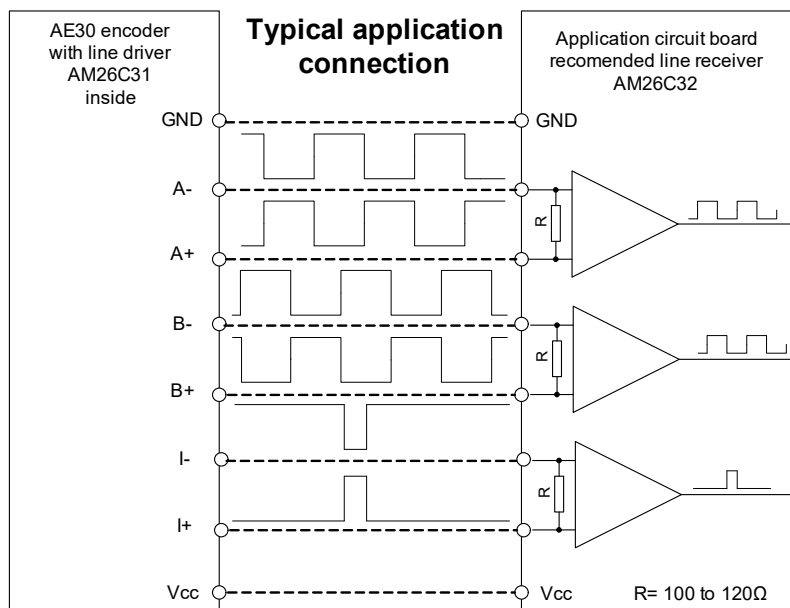 AE30 encoder
with line driver
AM26C31
inside
Typical application
connection
Application circuit board
recomended line receiver
AM26C32
GND
GND
A-
R
A+
B-
R
B+
I-
R
I+
Vcc
Vcc
R= 100 to 120Ω